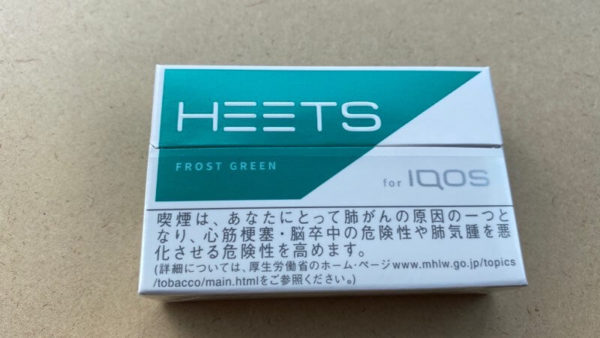 HEETS
FROST GREEN
for IQOS
喫煙は、あなたにとって肺がんの原因の一つと
なり、心筋梗塞・脳卒中の危険性や肺気腫を悪
化させる危険性を高めます。
(詳細については、厚生労働省のホーム・ページwww.mhlw.go.jp/topics
/tobacco/main.htmlをご参照ください。)